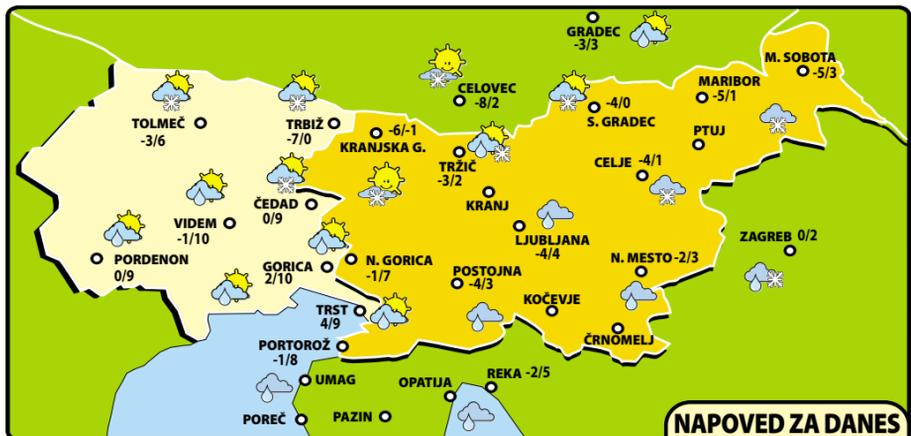 GRADEC
-3/3
M. SOBOTA
-5/3
MARIBOR
-5/1
CELOVEC
-8/2
-4/0
S. GRADEC
PTUJ
TOLMEČ
-3/6
TRBIŽ
-7/0
-6/-1
KRANJSKA G.
TRŽIČ
-3/2
CELJE -4/1
KRANJ
ČEDAD
0/9
VIDEM
-1/10
LJUBLJANA
-4/4
ZAGREB 0/2
PORDENON
0/9
GORICA
2/10
N. GORICA
-1/7
POSTOJNA
-4/3
N. MESTO -2/3
KOČEVJE
TRST
4/9
ČRNOMELJ
PORTOROŽ
-1/8
UMAG
OPATIJA
REKA -2/5
POREČ
PAZIN
NAPOVED ZA DANES